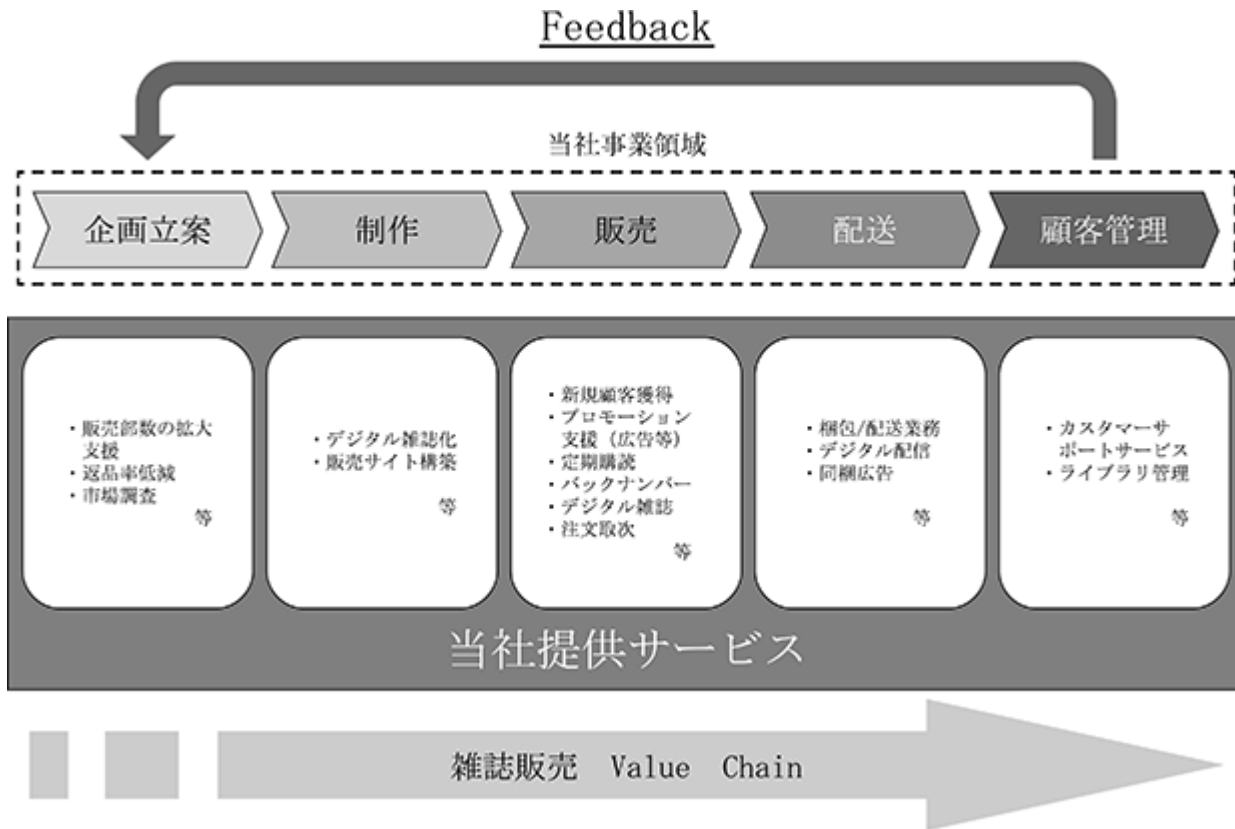 Feedback
当社事業領域
企画立案
制作
販売
配送
顧客管理
・販売部数の拡大
支援
・返品率低減
・市場調査
等
・デジタル雑誌化
・販売サイト構築
等
・新規顧客獲得
・プロモーション
支援（広告等）
・定期購読
・バックナンバー
・デジタル雑誌
・注文取次
等
・梱包/配送業務
・デジタル配信
・同梱広告
等
・カスタマーサ
ポートサービス
・ライブラリ管理
等
当社提供サービス
雑誌販売 Value Chain